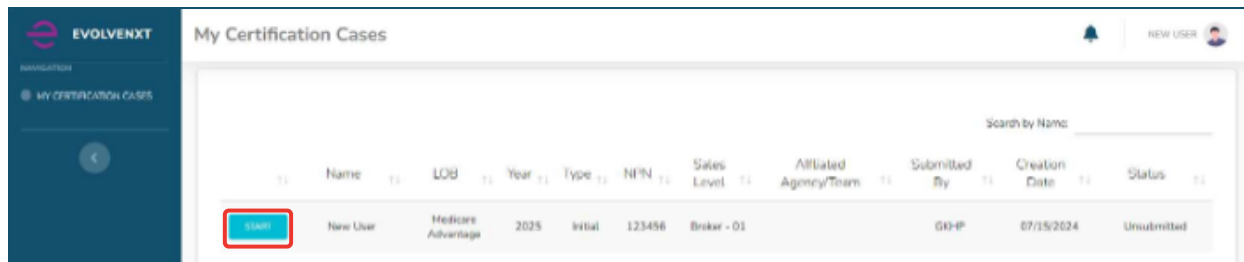 EVOLVENXT
My Certification Cases
NEW USER
NAVIGATION
MY CERTIFICATION CASES
Search by Name:
Name LOB Year Type NPN Sales Level Affiliated Agency/Team Submitted By Creation Date Status
START New User Medicare Advantage 2025 Initial 123456 Broker - 01 GKHP 07/15/2024 Unsubmitted